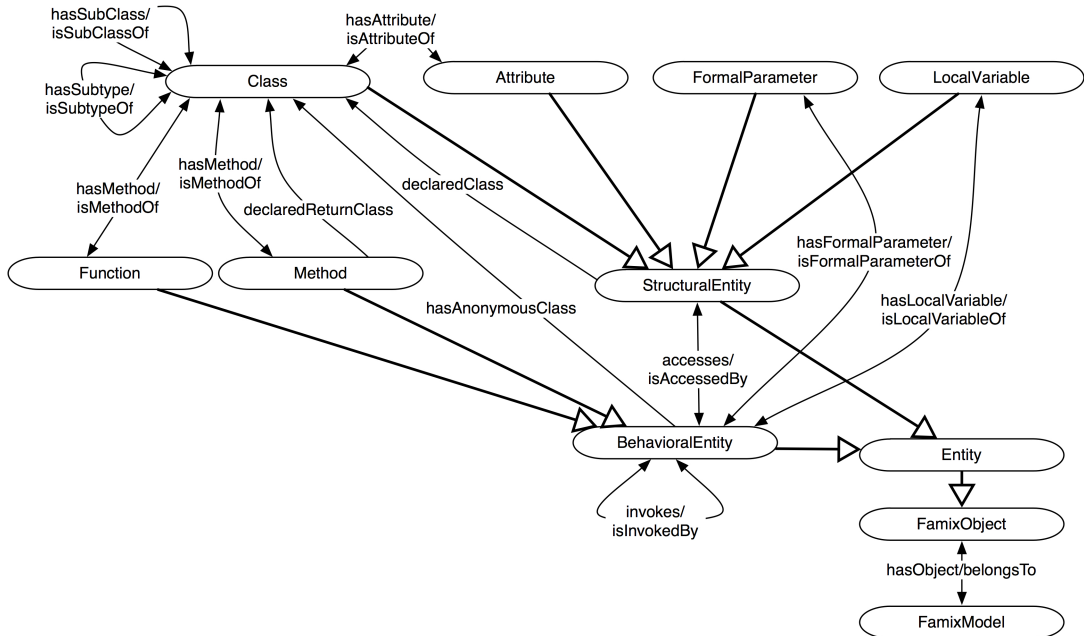 hasSubClass/
isSubClassOf
hasAttribute/
isAttributeOf
Class
Attribute
FormalParameter
LocalVariable
hasSubtype/
isSubtypeOf
hasMethod/
isMethodOf
hasMethod/
isMethodOf
declaredClass
declaredReturnClass
hasFormalParameter/
isFormalParameterOf
Function
Method
StructuralEntity
hasAnonymousClass
hasLocalVariable/
isLocalVariableOf
accesses/
isAccessedBy
BehavioralEntity
Entity
invokes/
isInvokedBy
FamixObject
hasObject/belongsTo
FamixModel